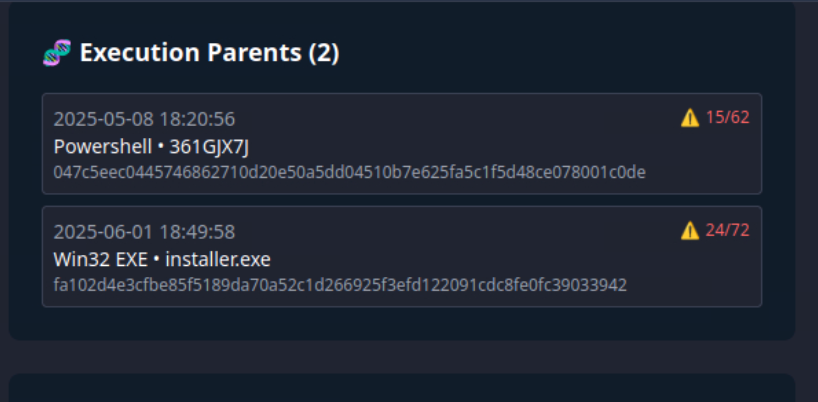 Execution Parents (2)
2025-05-08 18:20:56
15/62
Powershell • 361GJX7J
047c5eec0445746862710d20e50a5dd04510b7e625fa5c1f5d48ce078001c0de
2025-06-01 18:49:58
24/72
Win32 EXE • installer.exe
fa102d4e3cfbe85f5189da70a52c1d266925f3efd122091cdc8fe0fc39033942